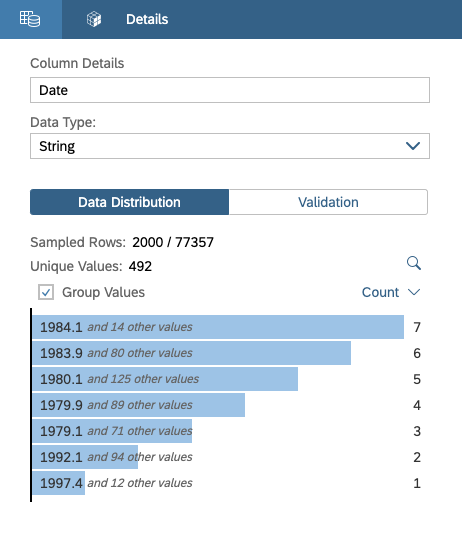 Details
Column Details
Date
Data Type:
String
Data Distribution Validation
Sampled Rows: 2000 / 77357
Unique Values: 492
Group Values Count
1984.1 and 14 other values 7
1983.9 and 80 other values 6
1980.1 and 125 other values 5
1979.9 and 89 other values 4
1979.1 and 71 other values 3
1992.1 and 94 other values 2
1997.4 and 12 other values 1